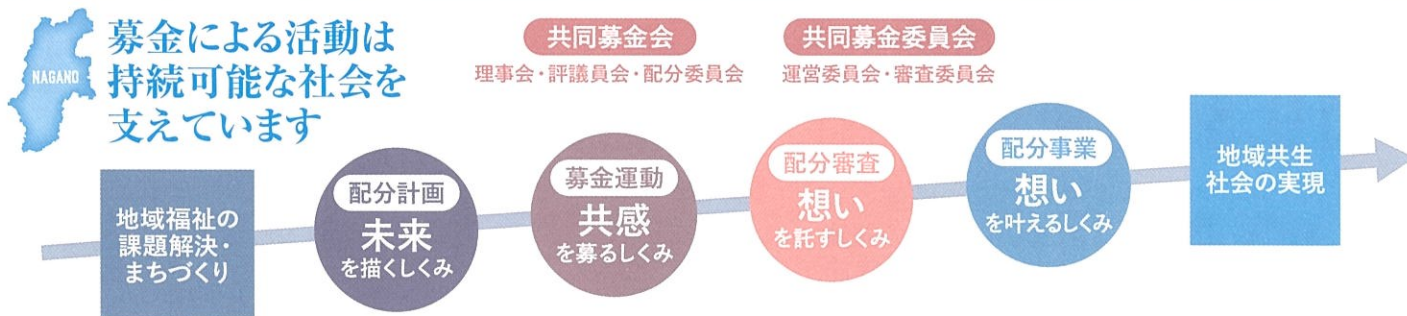 NAGANO
募金による活動は
持続可能な社会を
支えています
共同募金会
理事会・評議員会・配分委員会
共同募金委員会
運営委員会・審査委員会
地域福祉の
課題解決・
まちづくり
配分計画
未来
を描くしくみ
募金運動
共感
を募るしくみ
配分審査
想い
を託すしくみ
配分事業
想い
を叶えるしくみ
地域共生
社会の実現